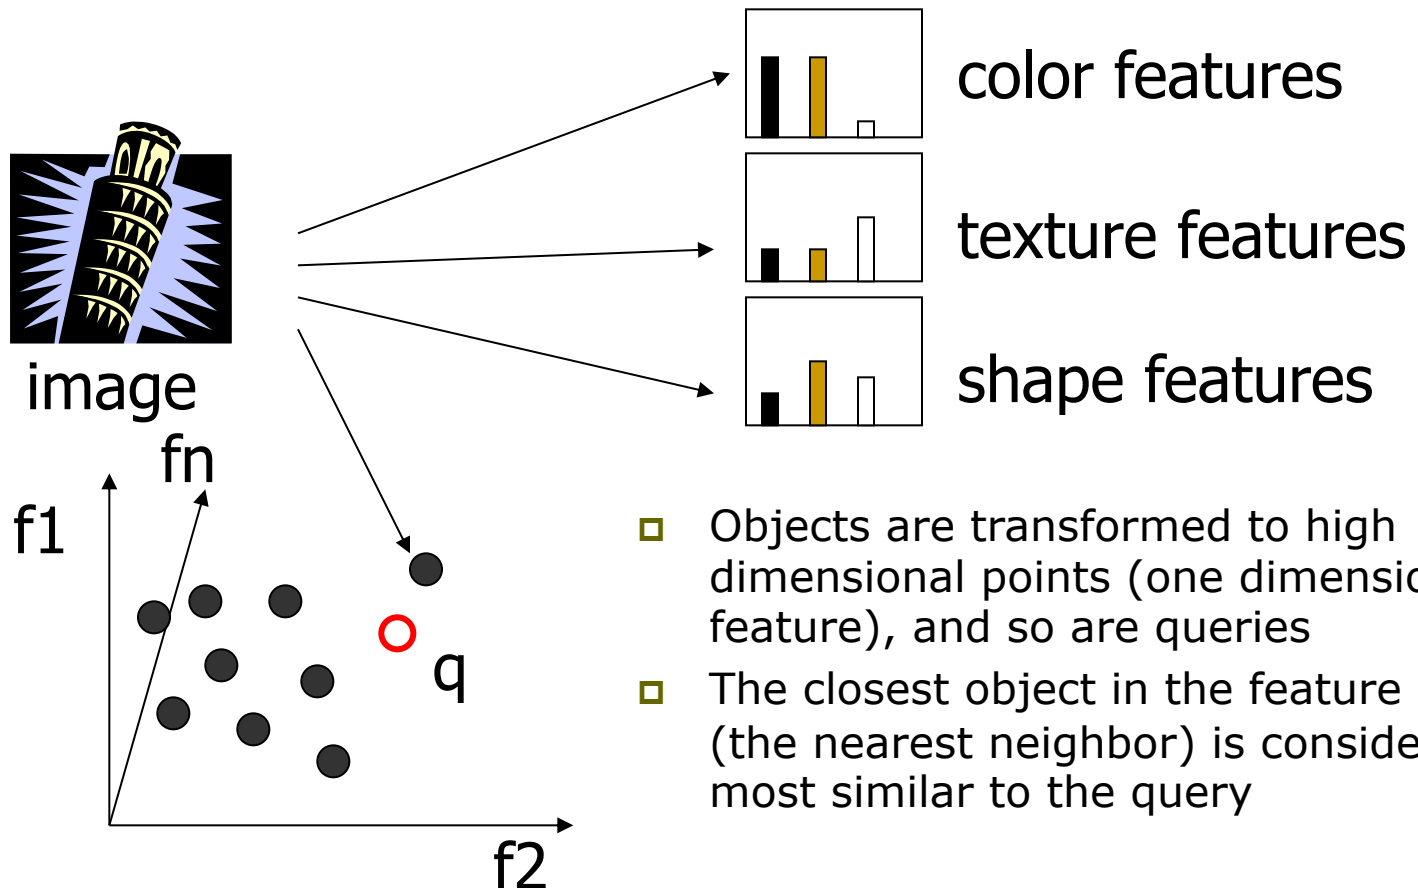 color features
texture features
shape features
image
fn
f1
q
f2
Objects are transformed to high
dimensional points (one
feature), and so are queries
The closest object in the feature
(the nearest neighbor) is
most similar to the query